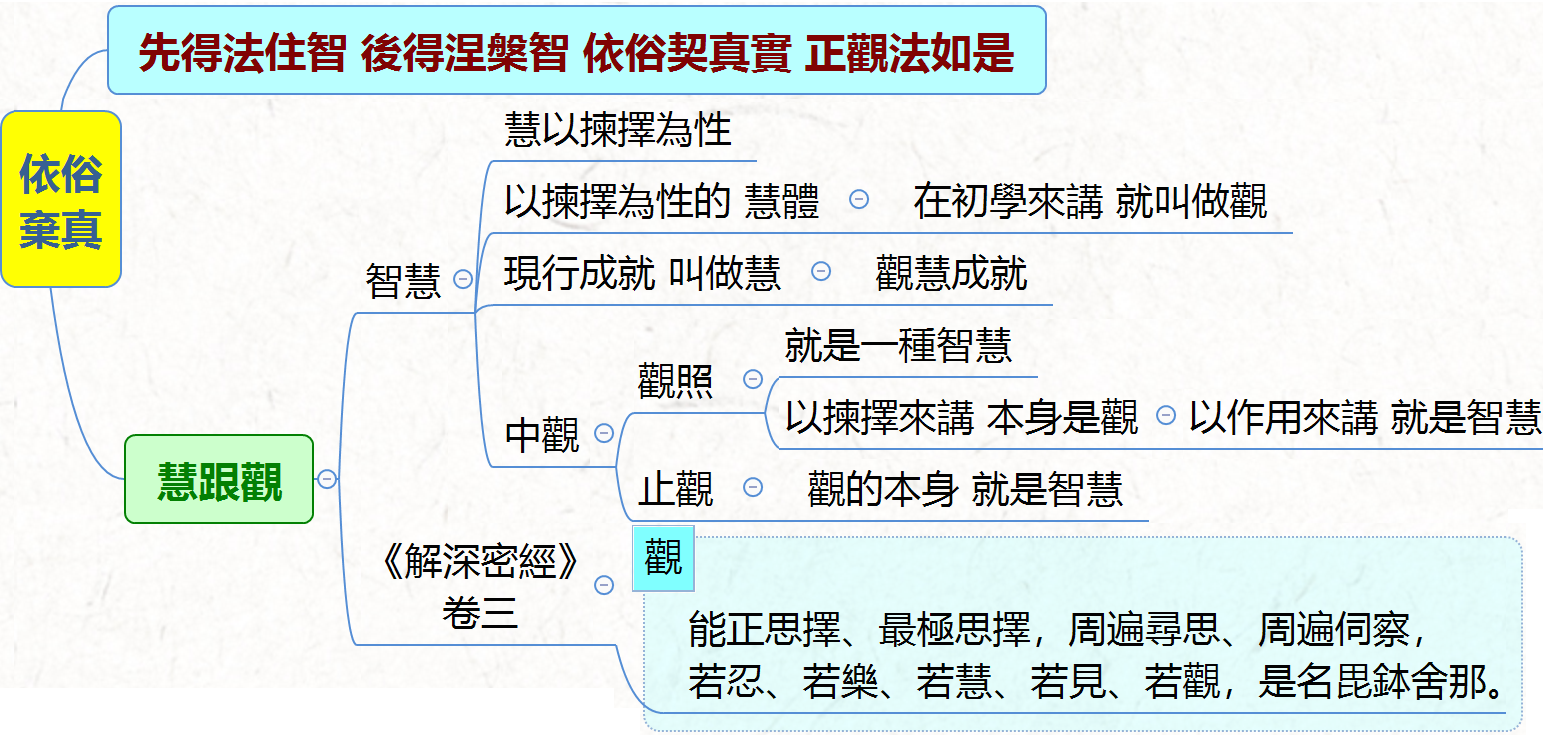 先得法住智 後得涅槃智 依俗契真實 正觀法如是
依俗
棄真
慧跟觀
智慧
慧以揀擇為性
以揀擇為性的 慧體
在初學來講 就叫做觀
現行成就 叫做慧
觀慧成就
中觀
觀照
就是一種智慧
以揀擇來講 本身是觀
以作用來講 就是智慧
止觀
觀的本身 就是智慧
《解深密經》
卷三
觀
能正思擇、最極思擇，周遍尋思、周遍伺察，
若忍、若樂、若慧、若見、若觀，是名毘鉢舍那。